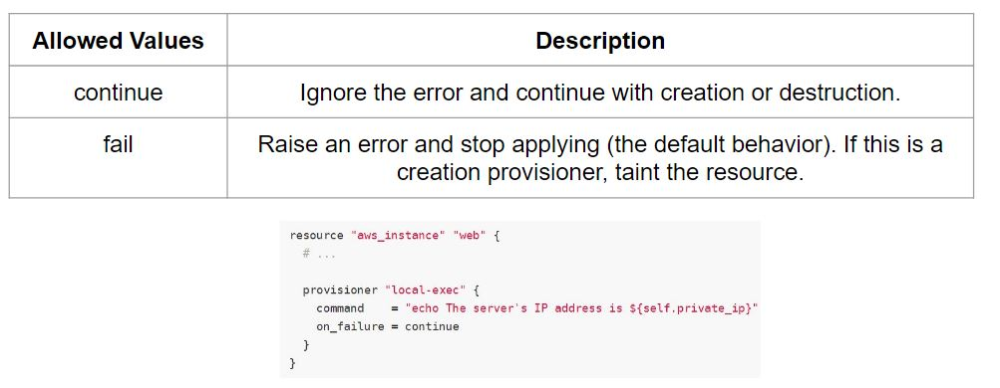 Allowed Values Description
continue Ignore the error and continue with creation or destruction.
fail Raise an error and stop applying (the default behavior). If this is a
creation provisioner, taint the resource.
resource "aws_instance" "web" {
# ...
provisioner "local-exec" {
command = "echo The server's IP address is ${self.private_ip}"
on_failure = continue
}
}